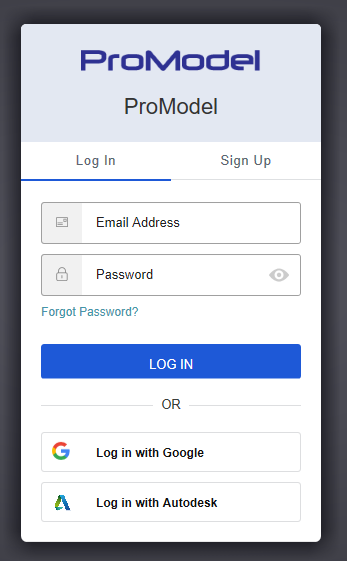 ProModel
ProModel
Log In
Sign Up
Email Address
Password
Forgot Password?
LOG IN
OR
Log in with Google
Log in with Autodesk